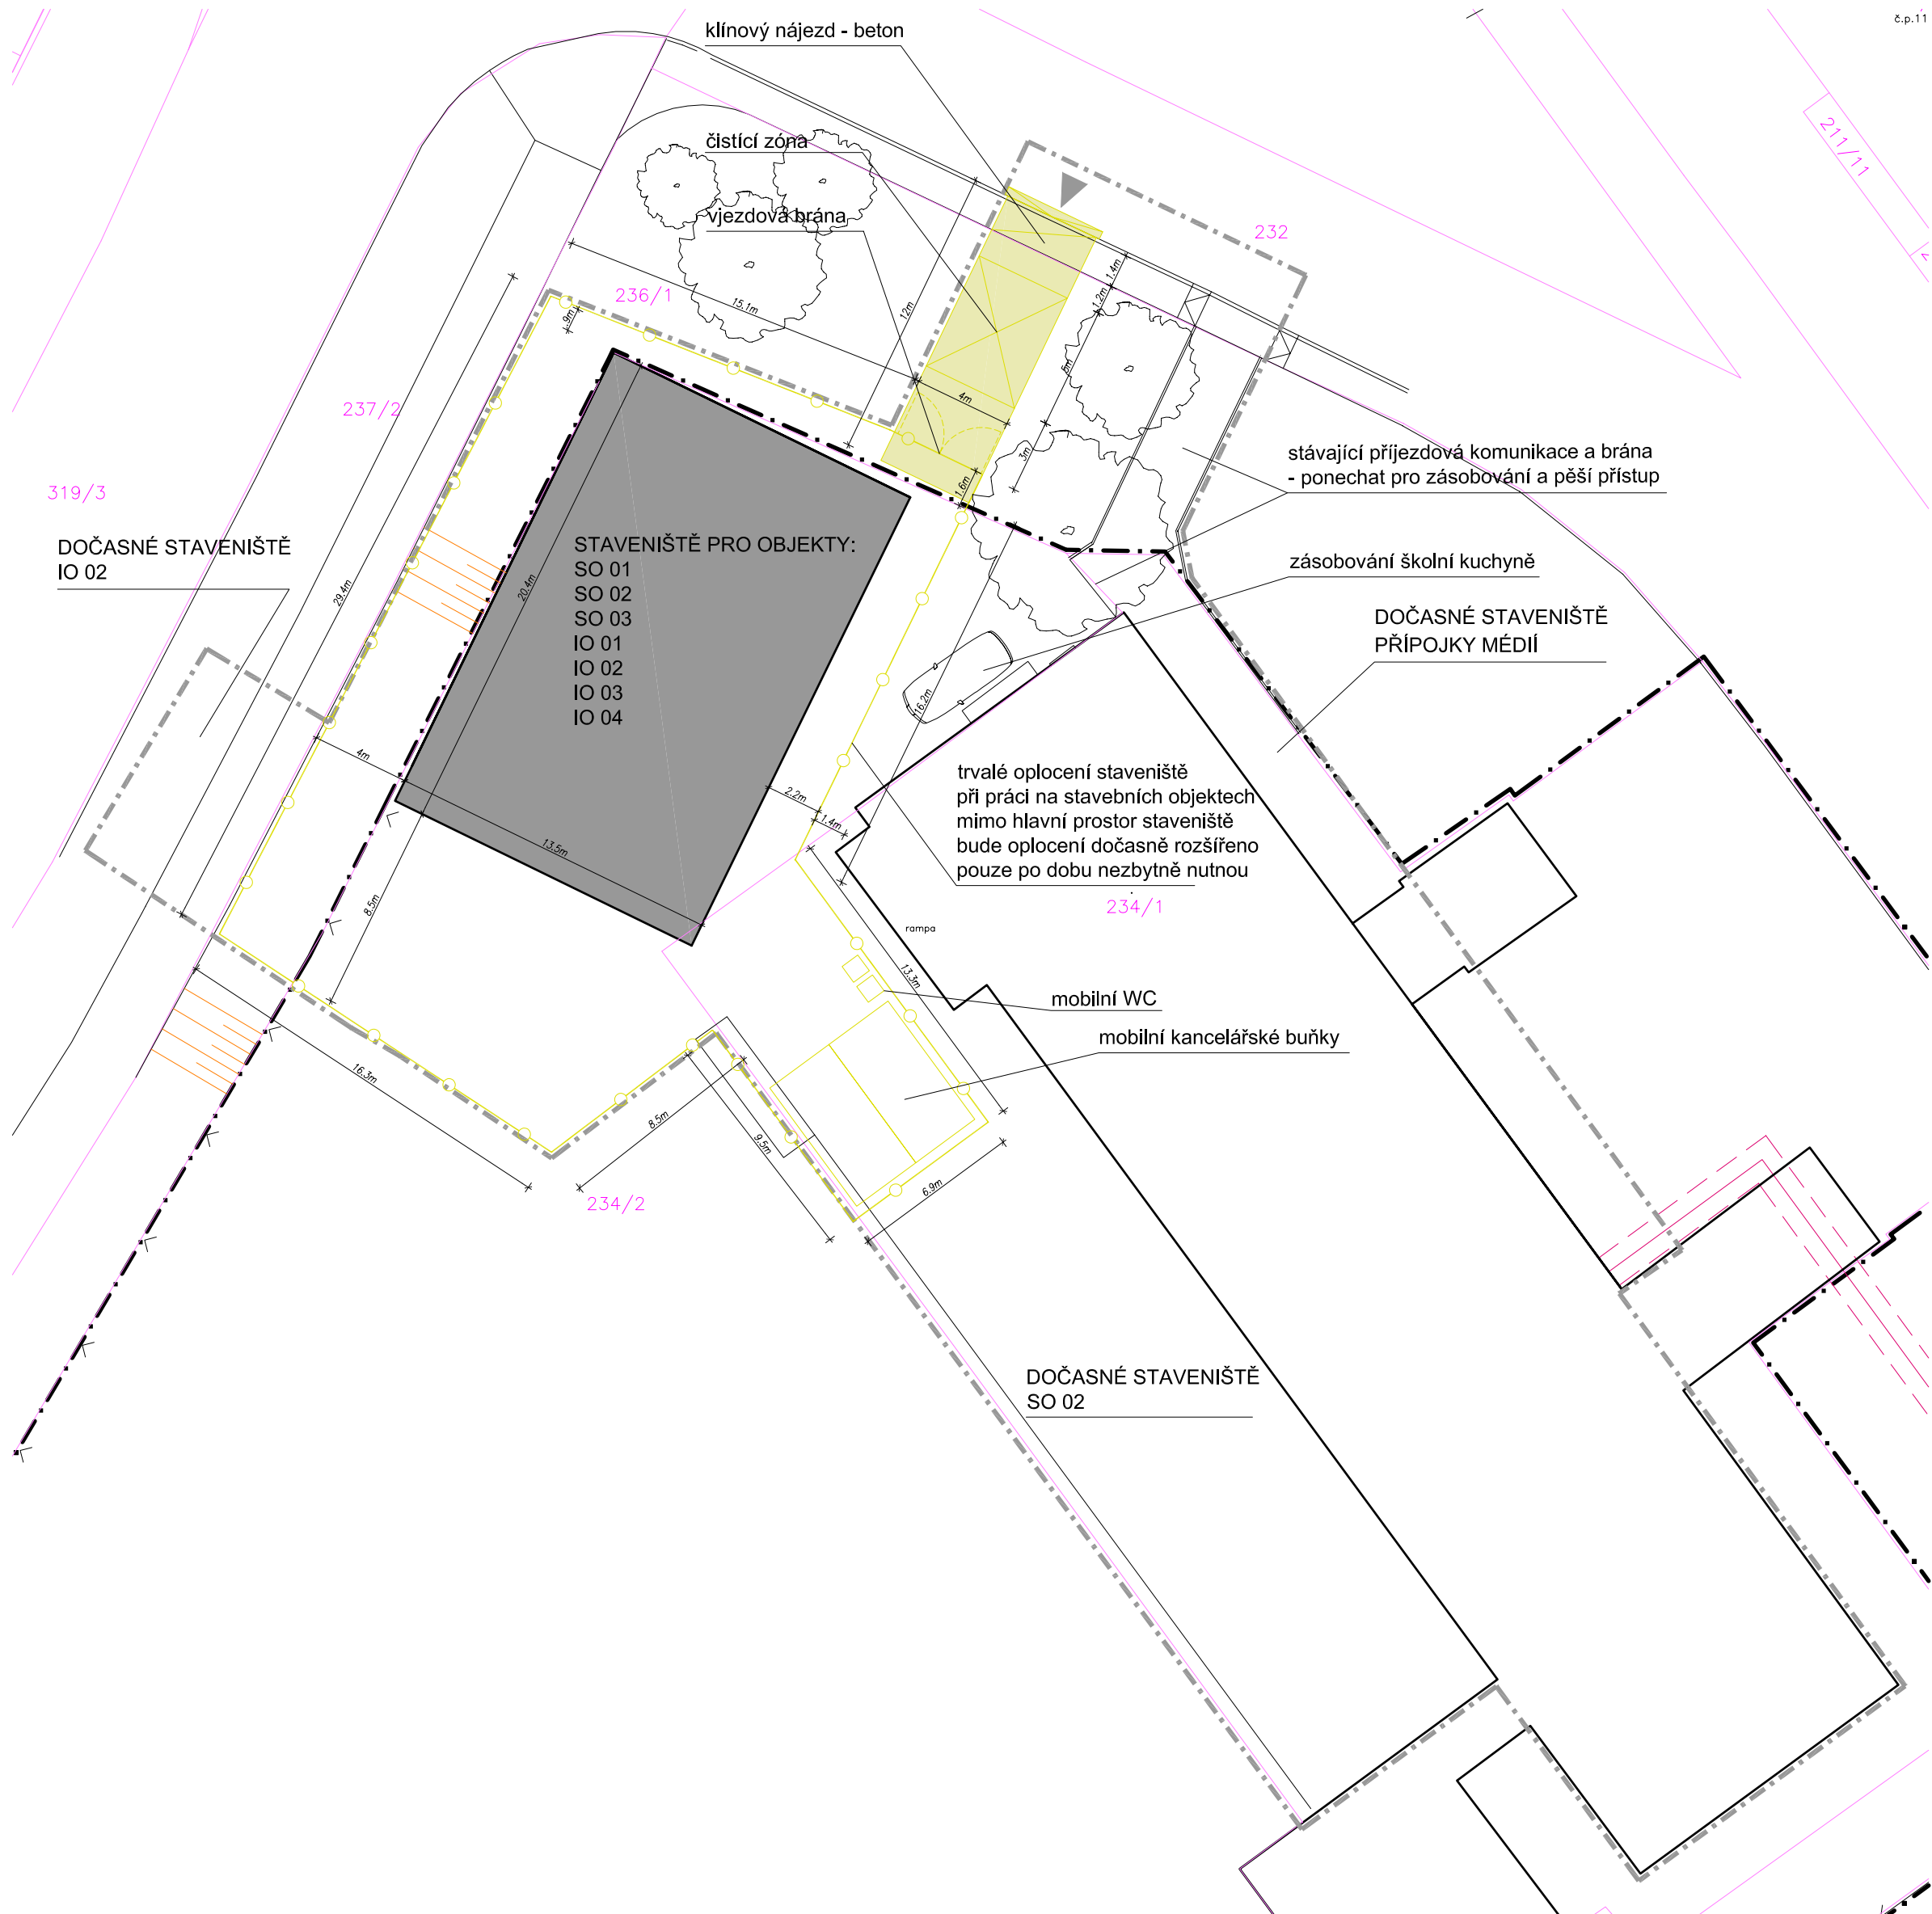 klínový nájezd - beton
č.p.11
čistící zóna
vjezdová brána
211/11
232
236/1
15.1m
12m
1.4m
1.2m
5m
.9m
4m
3m
1.6m
237/2
319/3
stávající příjezdová komunikace a brána
- ponechat pro zásobování a pěší přístup
DOČASNÉ STAVENIŠTĚ
IO 02
STAVENIŠTĚ PRO OBJEKTY:
SO 01
SO 02
SO 03
IO 01
IO 02
IO 03
IO 04
29.4m
20.4m
zásobování školní kuchyně
DOČASNÉ STAVENIŠTĚ
PŘÍPOJKY MÉDIÍ
16.2m
4m
2.2m
1.4m
13.5m
8.5m
trvalé oplocení staveniště
při práci na stavebních objektech
mimo hlavní prostor staveniště
bude oplocení dočasně rozšířeno
pouze po dobu nezbytně nutnou
234/1
rampa
13.3m
mobilní WC
mobilní kancelářské buňky
16.3m
8.5m
9.5m
6.9m
234/2
DOČASNÉ STAVENIŠTĚ
SO 02